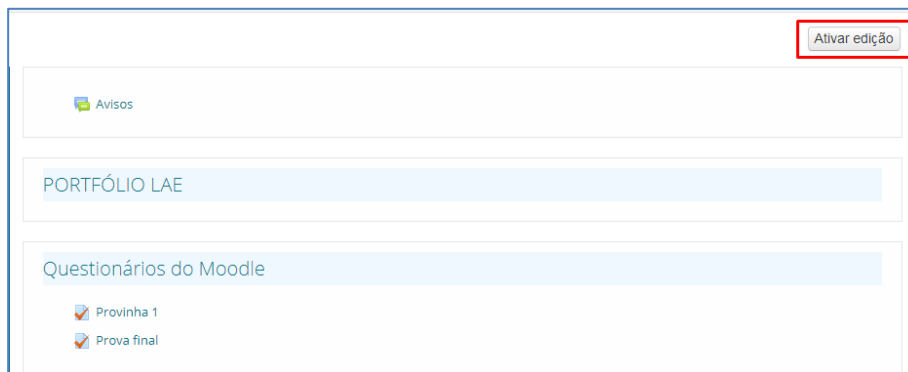 Ativar edição
Avisos
PORTFÓLIO LAE
Questionários do Moodle
Provinha 1
Prova final